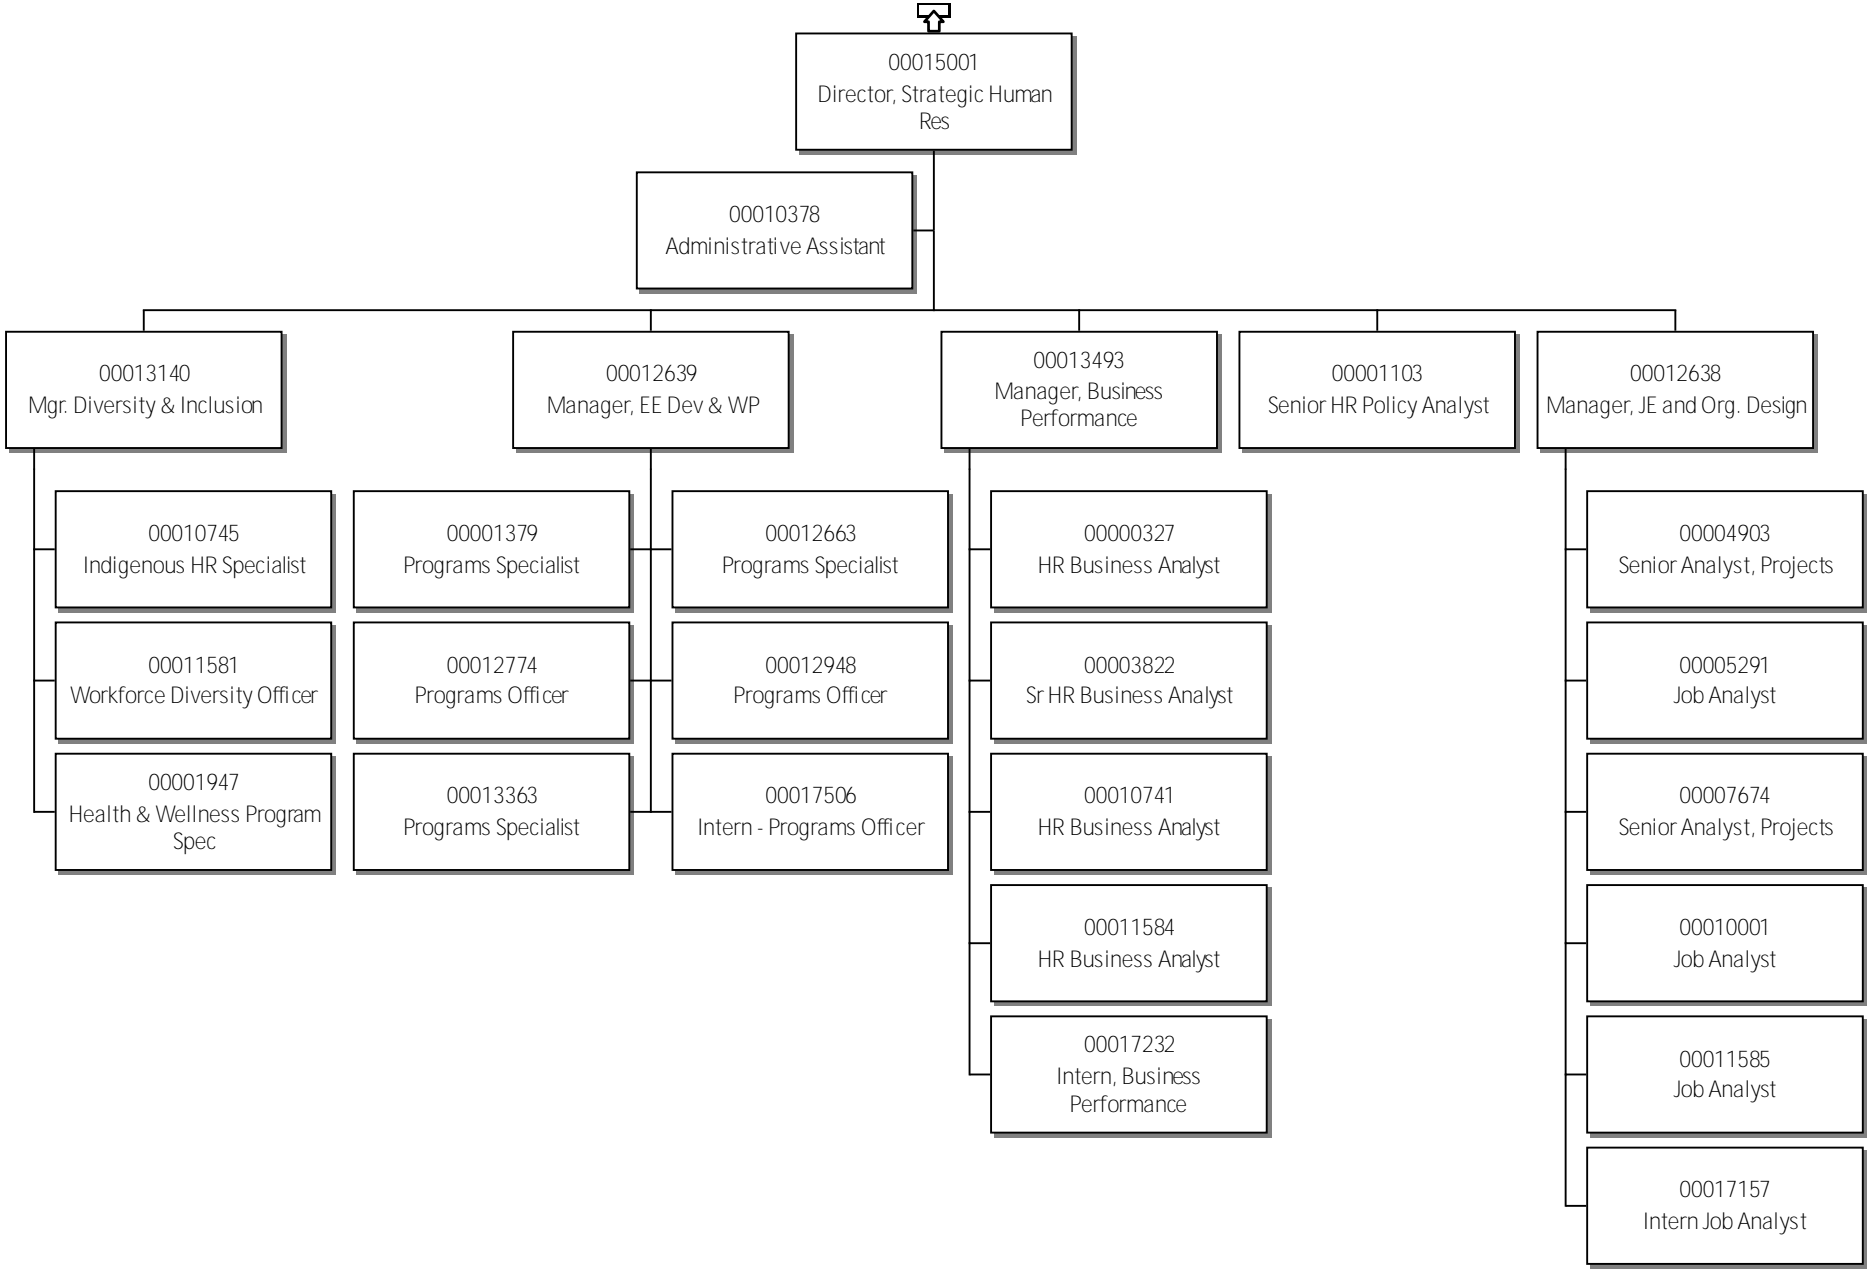 00015001
Director, Strategic Human
Res
00010378
Administrative Assistant
00013140
Mgr. Diversity & Inclusion
00012639
Manager, EE Dev & WP
00013493
Manager, Business
Performance
00001103
Senior HR Policy Analyst
00012638
Manager, JE and Org. Design
00010745
Indigenous HR Specialist
00011581
Workforce Diversity Officer
00001947
Health & Wellness Program
Spec
00001379
Programs Specialist
00012663
Programs Specialist
00012774
Programs Officer
00012948
Programs Officer
00013363
Programs Specialist
00017506
Intern - Programs Officer
00000327
HR Business Analyst
00003822
Sr HR Business Analyst
00010741
HR Business Analyst
00011584
HR Business Analyst
00017232
Intern, Business
Performance
00004903
Senior Analyst, Projects
00005291
Job Analyst
00007674
Senior Analyst, Projects
00010001
Job Analyst
00011585
Job Analyst
00017157
Intern Job Analyst